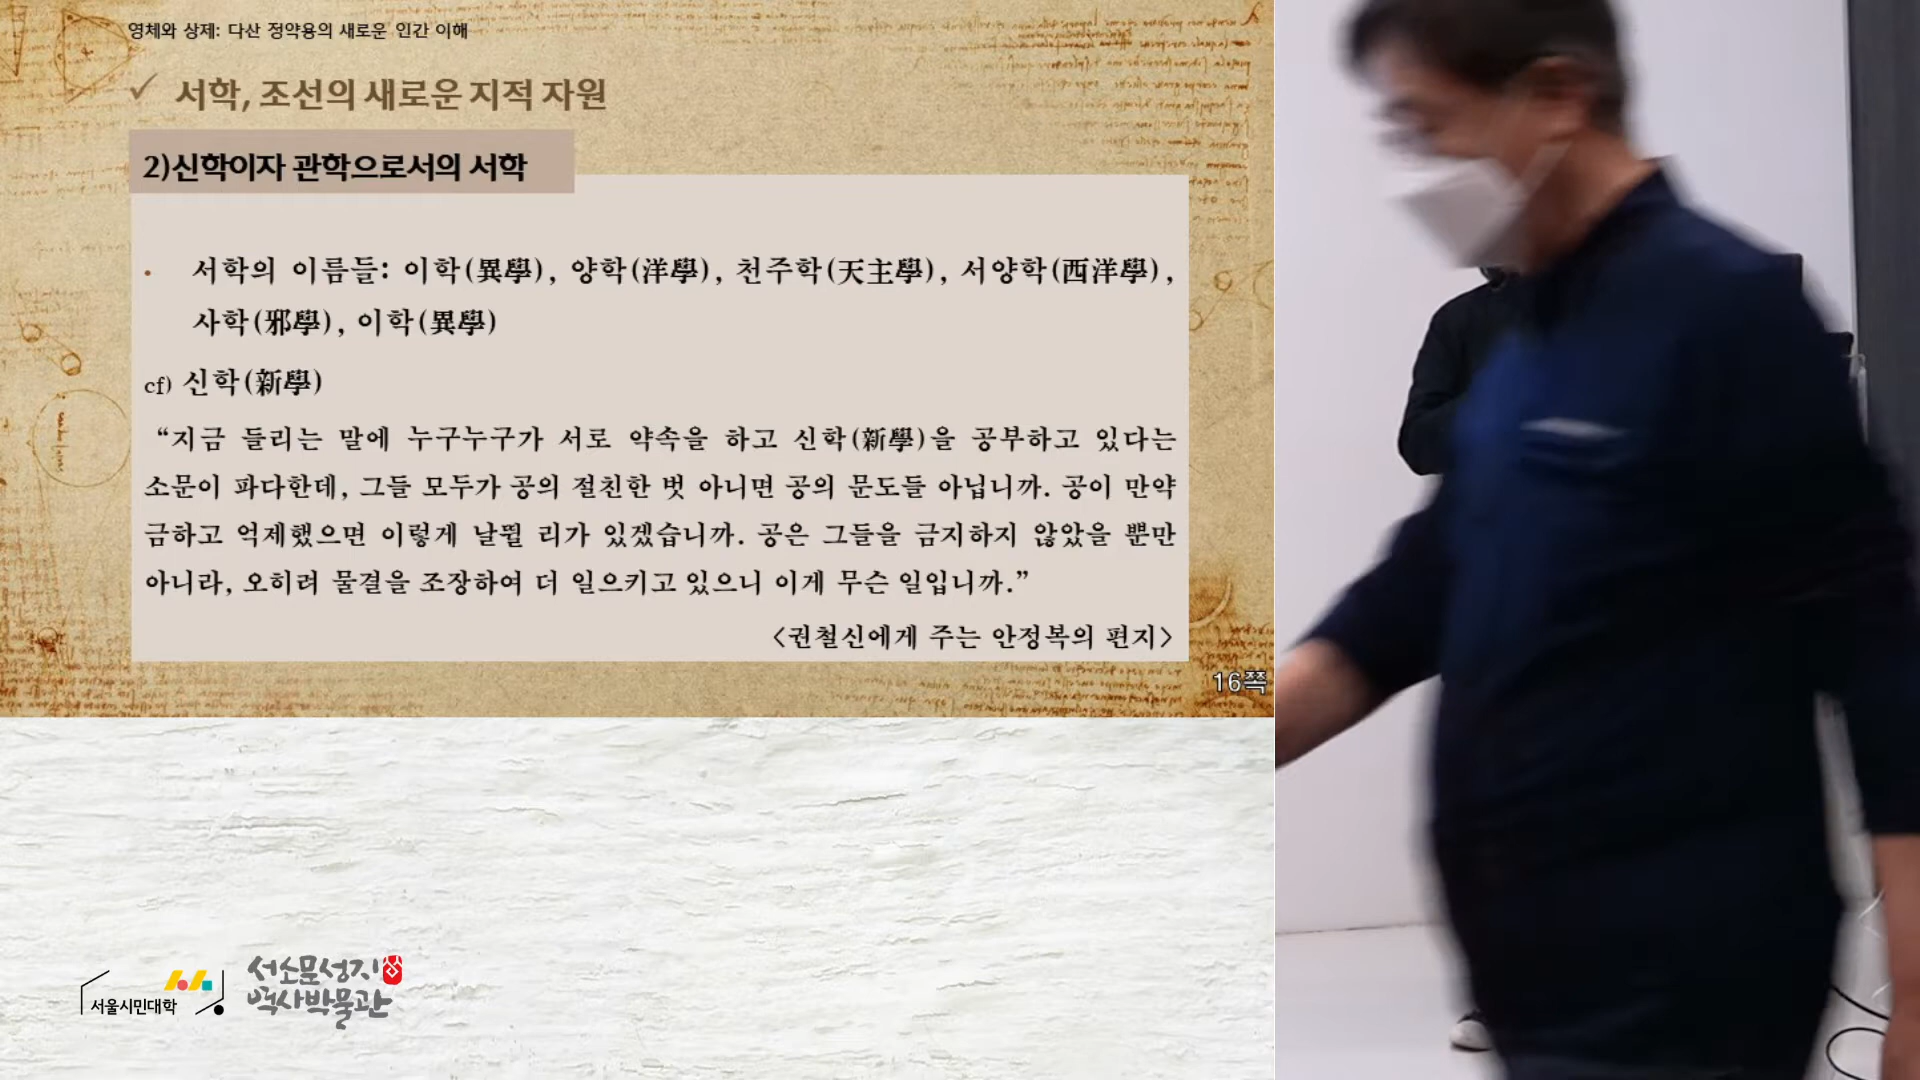 영체와 상제: 다산 정약용의 새로운 인간 이해
✓ 서학, 조선의 새로운 지적 자원
2)신학이자 관학으로서의 서학
• 서학의 이름들: 이학(異學), 양학(洋學), 천주학(天主學), 서양학(西洋學),
사학(邪學), 이학(異學)
cf) 신학(新學)
“지금 들리는 말에 누구누구가 서로 약속을 하고 신학(新學)을 공부하고 있다는
소문이 파다한데, 그들 모두가 공의 절친한 벗 아니면 공의 문도들 아닙니까. 공이 만약
금하고 억제했으면 이렇게 날뛸 리가 있겠습니까. 공은 그들을 금지하지 않았을 뿐만
아니라, 오히려 물결을 조장하여 더 일으키고 있으니 이게 무슨 일입니까.”
<권철신에게 주는 안정복의 편지>
16쪽
서울시민대학
서소문성지
역사박물관